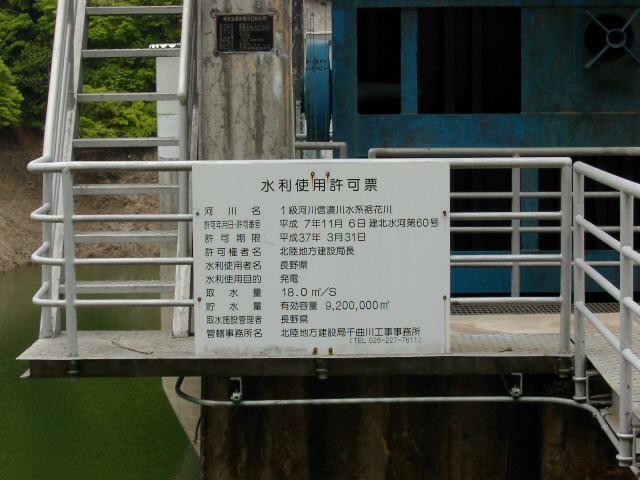 水利使用許可票
河川名 1級河川信濃川水系裾花川
許可年月日・許可番号 平成 7年11月 6日 建北水河第60号
許可期限 平成37年 3月31日
許可権者名 北陸地方建設局長
水利使用者名 長野県
水利使用目的 発電
取水量 18.0㎥/S
貯水量 有効容量 9,200,000㎥
取水施設管理者 長野県
管轄事務所名 北陸地方建設局千曲川工事事務所
(TEL 026-227-7611)